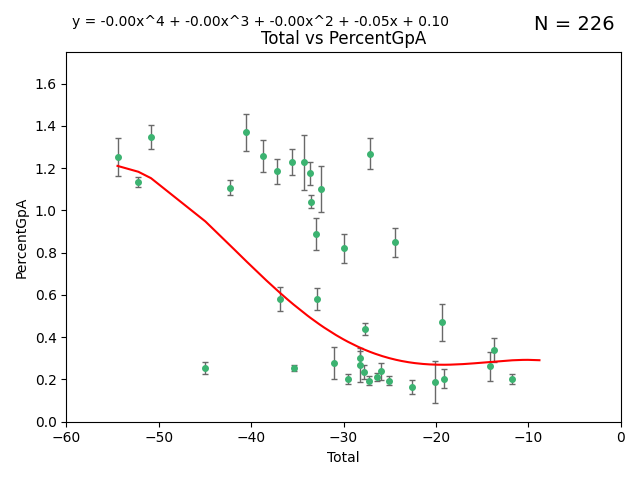 y = -0.00x^4 + -0.00x^3 + -0.00x^2 + -0.05x + 0.10
N = 226
Total vs PercentGpA
PercentGpA
1.6
1.4
1.2
1.0
0.8
0.6
0.4
0.2
0.0
−60 −50 −40 −30 −20 −10 0
Total